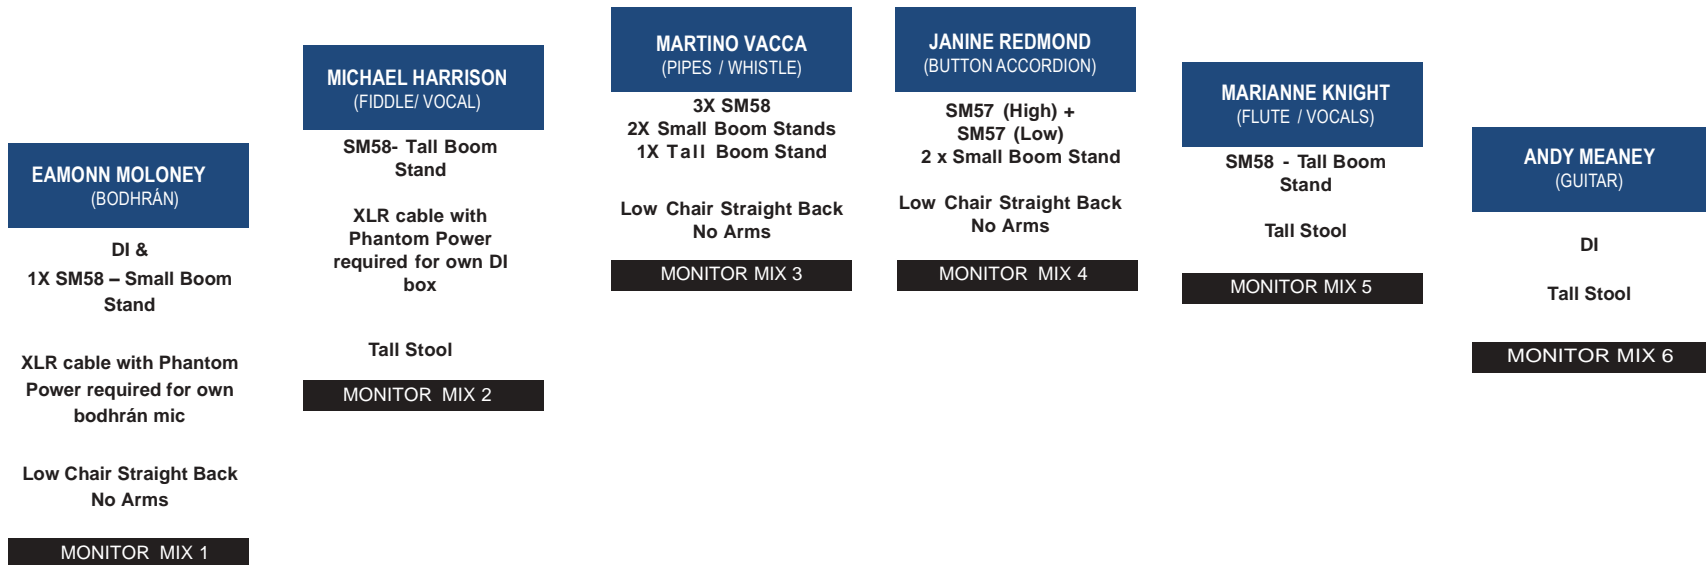 EAMONN MOLONEY
(BODHRÁN)
DI &
1X SM58 – Small Boom
Stand
XLR cable with Phantom
Power required for own
bodhrán mic
Low Chair Straight Back
No Arms
MONITOR MIX 1
MICHAEL HARRISON
(FIDDLE/ VOCAL)
SM58- Tall Boom
Stand
XLR cable with
Phantom Power
required for own DI
box
Tall Stool
MONITOR MIX 2
MARTINO VACCA
(PIPES / WHISTLE)
3X SM58
2X Small Boom Stands
1X Tall Boom Stand
Low Chair Straight Back
No Arms
MONITOR MIX 3
JANINE REDMOND
(BUTTON ACCORDION)
SM57 (High) +
SM57 (Low)
2 x Small Boom Stand
Low Chair Straight Back
No Arms
MONITOR MIX 4
MARIANNE KNIGHT
(FLUTE / VOCALS)
SM58 - Tall Boom
Stand
Tall Stool
MONITOR MIX 5
ANDY MEANEY
(GUITAR)
DI
Tall Stool
MONITOR MIX 6